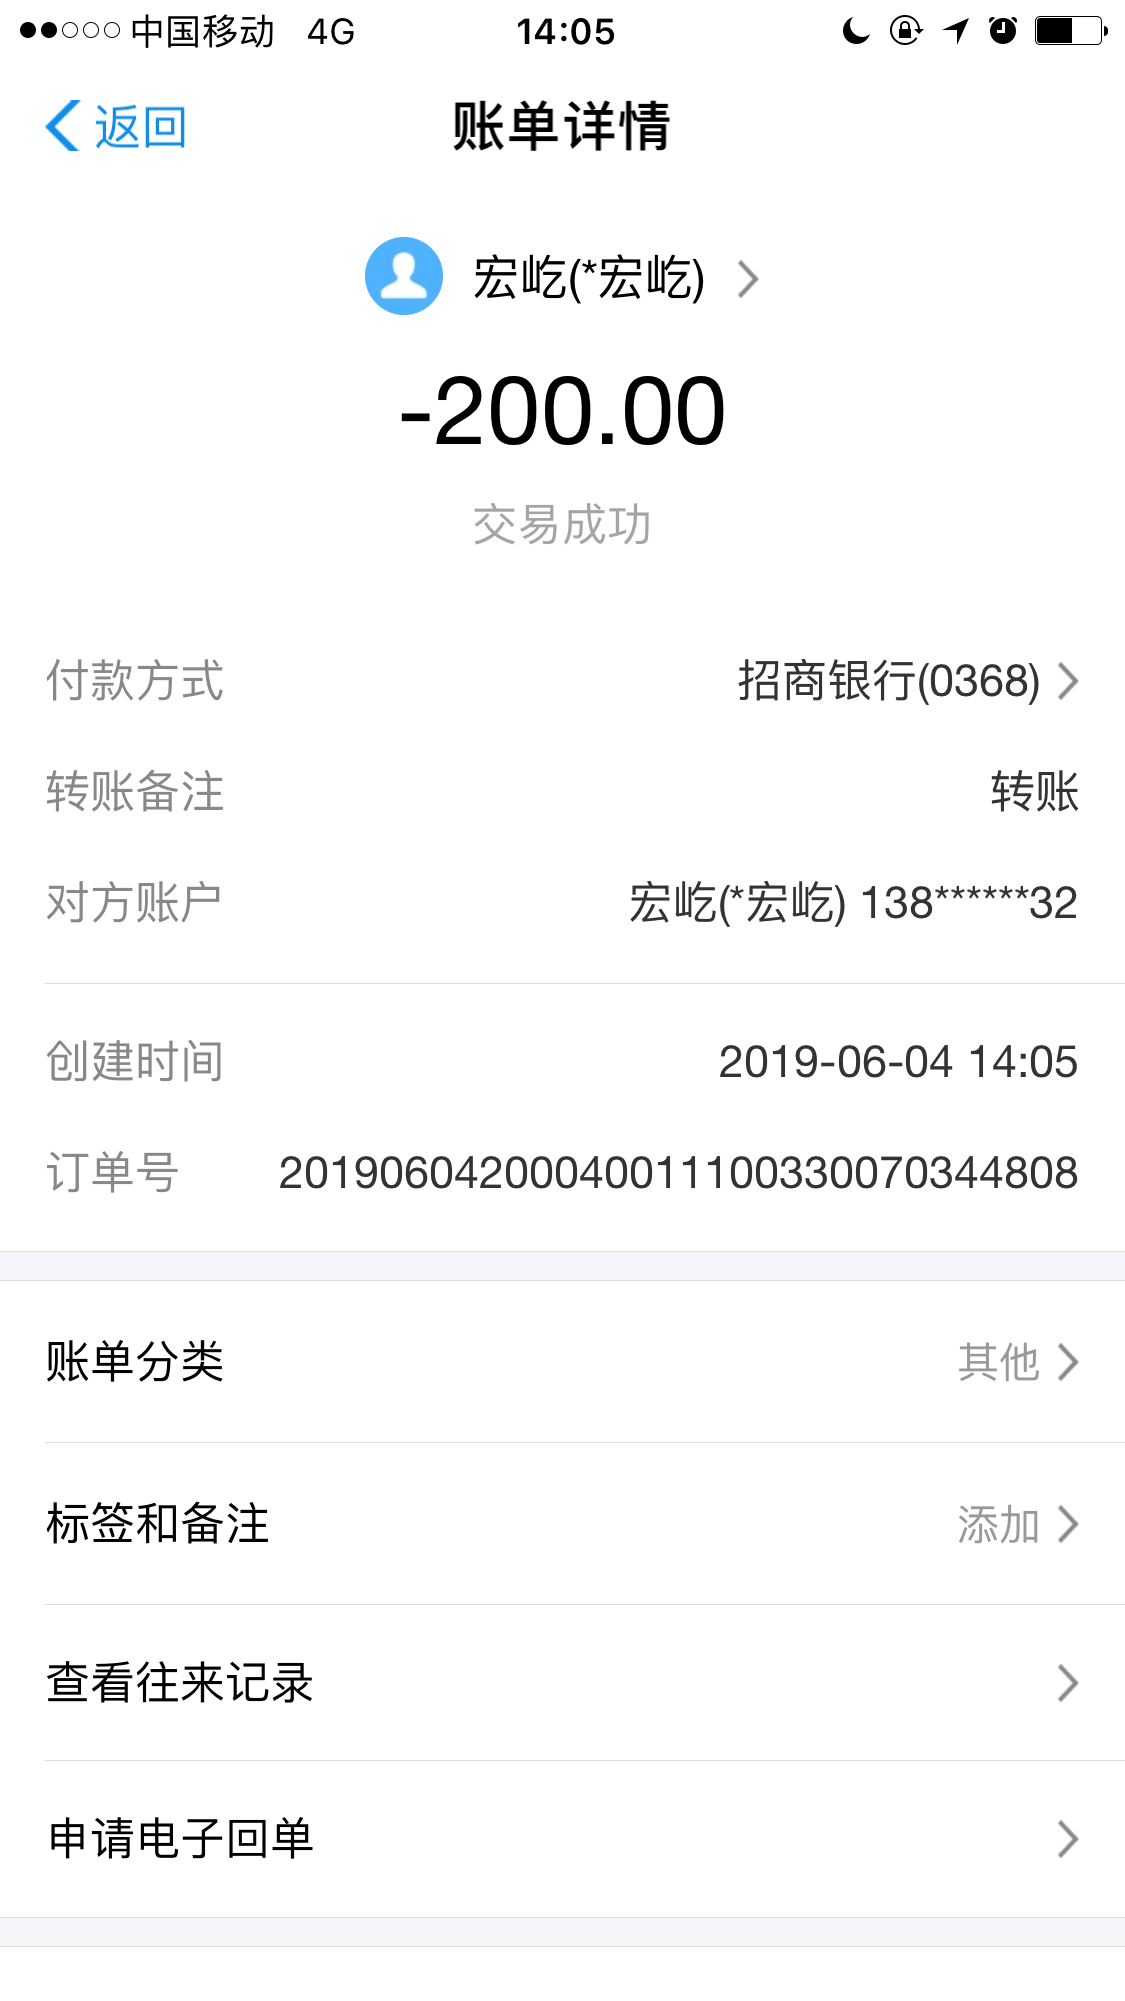 中国移动 4G 14:05
返回 账单详情
宏屹(*宏屹)
-200.00
交易成功
付款方式 招商银行(0368)
转账备注 转账
对方账户 宏屹(*宏屹) 138******32
创建时间 2019-06-04 14:05
订单号 20190604200040011100330070344808
账单分类 其他
标签和备注 添加
查看往来记录
申请电子回单